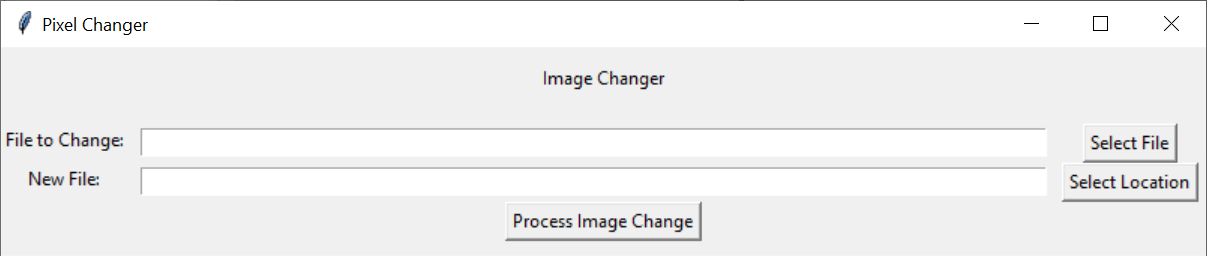 Pixel Changer
Image Changer
File to Change: Select File
New File: Select Location
Process Image Change